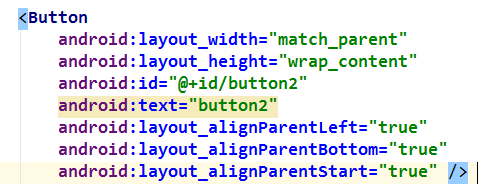 <Button
android:layout_width="match_parent"
android:layout_height="wrap_content"
android:id="@+id/button2"
android:text="button2"
android:layout_alignParentLeft="true"
android:layout_alignParentBottom="true"
android:layout_alignParentStart="true" />